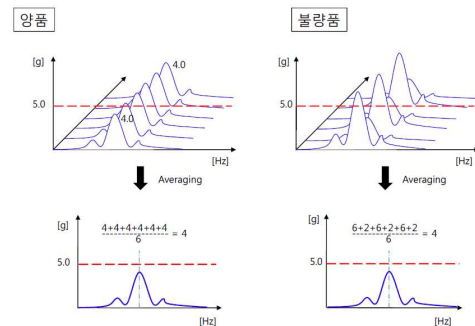 양품
불량품
[g]
4.0
5.0
4.0
[Hz]
Averaging
[g]
5.0
[Hz]
Averaging
[g]
4+4+4+4+4+4
6
= 4
5.0
[Hz]
[g]
6+2+6+2+6+2
6
= 4
5.0
[Hz]